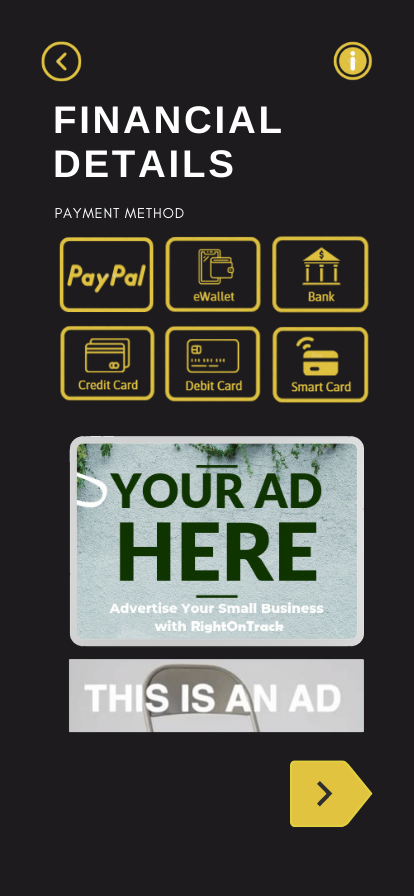 FINANCIAL
DETAILS
PAYMENT METHOD
PayPal
eWallet
Bank
Credit Card
Debit Card
Smart Card
YOUR AD
HERE
Advertise Your Small Business
with RightOnTrack
THIS IS AN AD